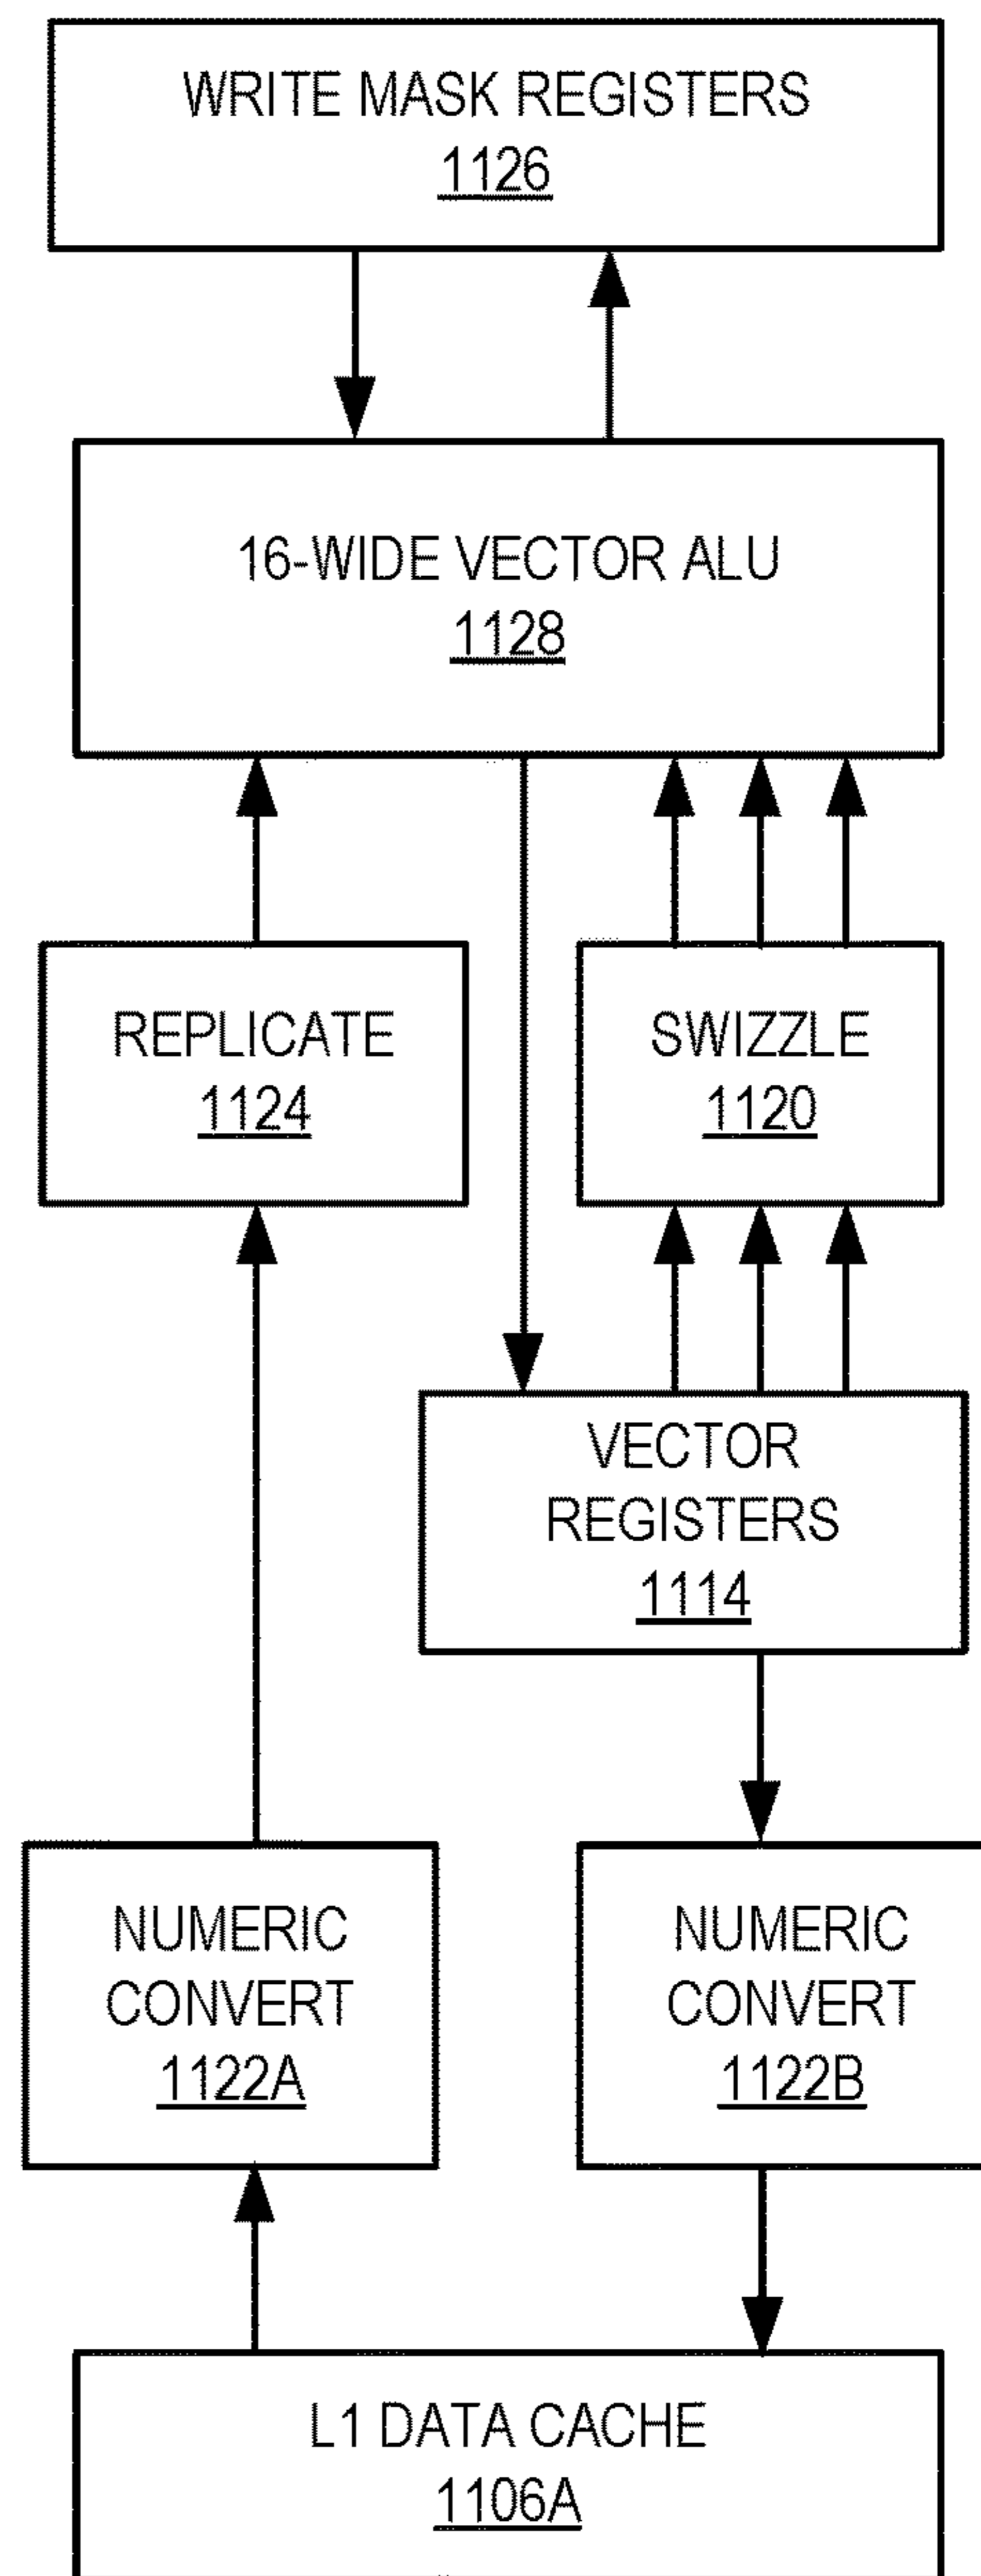 WRITE MASK REGISTERS
1126
16-WIDE VECTOR ALU
1128
REPLICATE
1124
SWIZZLE
1120
VECTOR
REGISTERS
1114
NUMERIC
CONVERT
1122A
NUMERIC
CONVERT
1122B
L1 DATA CACHE
1106A